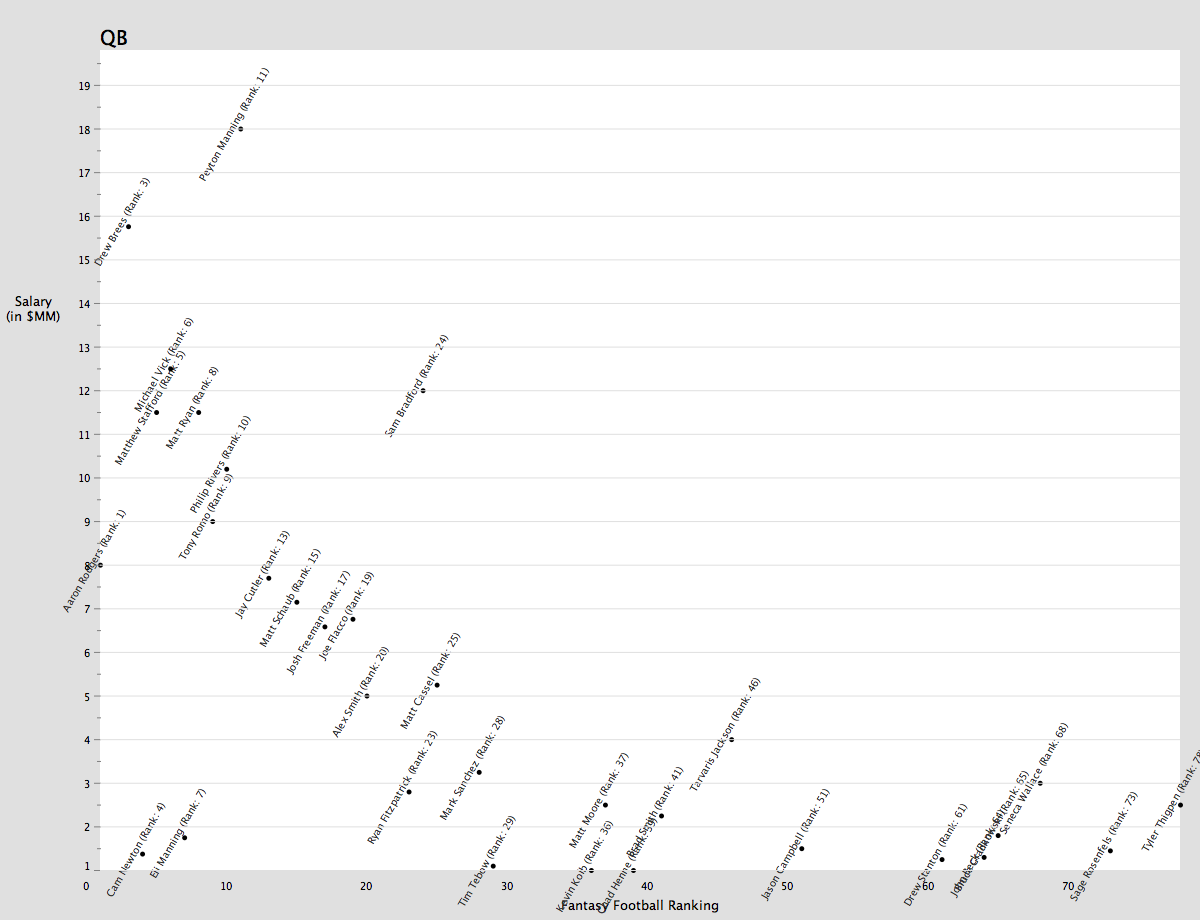 QB
19
Peyton Manning (Rank: 11)
18
17
Drew Brees (Rank: 3)
16
15
Salary
(in $MM)
14
13
Michael Vick (Rank: 6)
Matthew Stafford (Rank: 5)
Matt Ryan (Rank: 8)
Sam Bradford (Rank: 24)
12
11
Philip Rivers (Rank: 10)
10
Tony Romo (Rank: 9)
9
Aaron Rodgers (Rank: 1)
8
Jay Cutler (Rank: 13)
Matt Schaub (Rank: 15)
7
Josh Freeman (Rank: 17)
Joe Flacco (Rank: 19)
6
Alex Smith (Rank: 20)
Matt Cassel (Rank: 25)
5
Tarvaris Jackson (Rank: 46)
4
Ryan Fitzpatrick (Rank: 23)
Mark Sanchez (Rank: 28)
Seneca Wallace (Rank: 68)
3
Matt Moore (Rank: 37)
Tyler Thigpen (Rank: 78
(Rank: 41)
2
Cam Newton (Rank: 4)
Eli Manning (Rank: 7)
Jason Campbell (Rank: 51)
(Rank: 65)
Sage Rosenfels (Rank: 73)
Drew Stanton (Rank: 61)
Tim Tebow (Rank: 29)
Kevin Kolb (Rank: 36)
Chad Henne
1
0
10
20
30
40
50
60
70
Fantasy Football Ranking